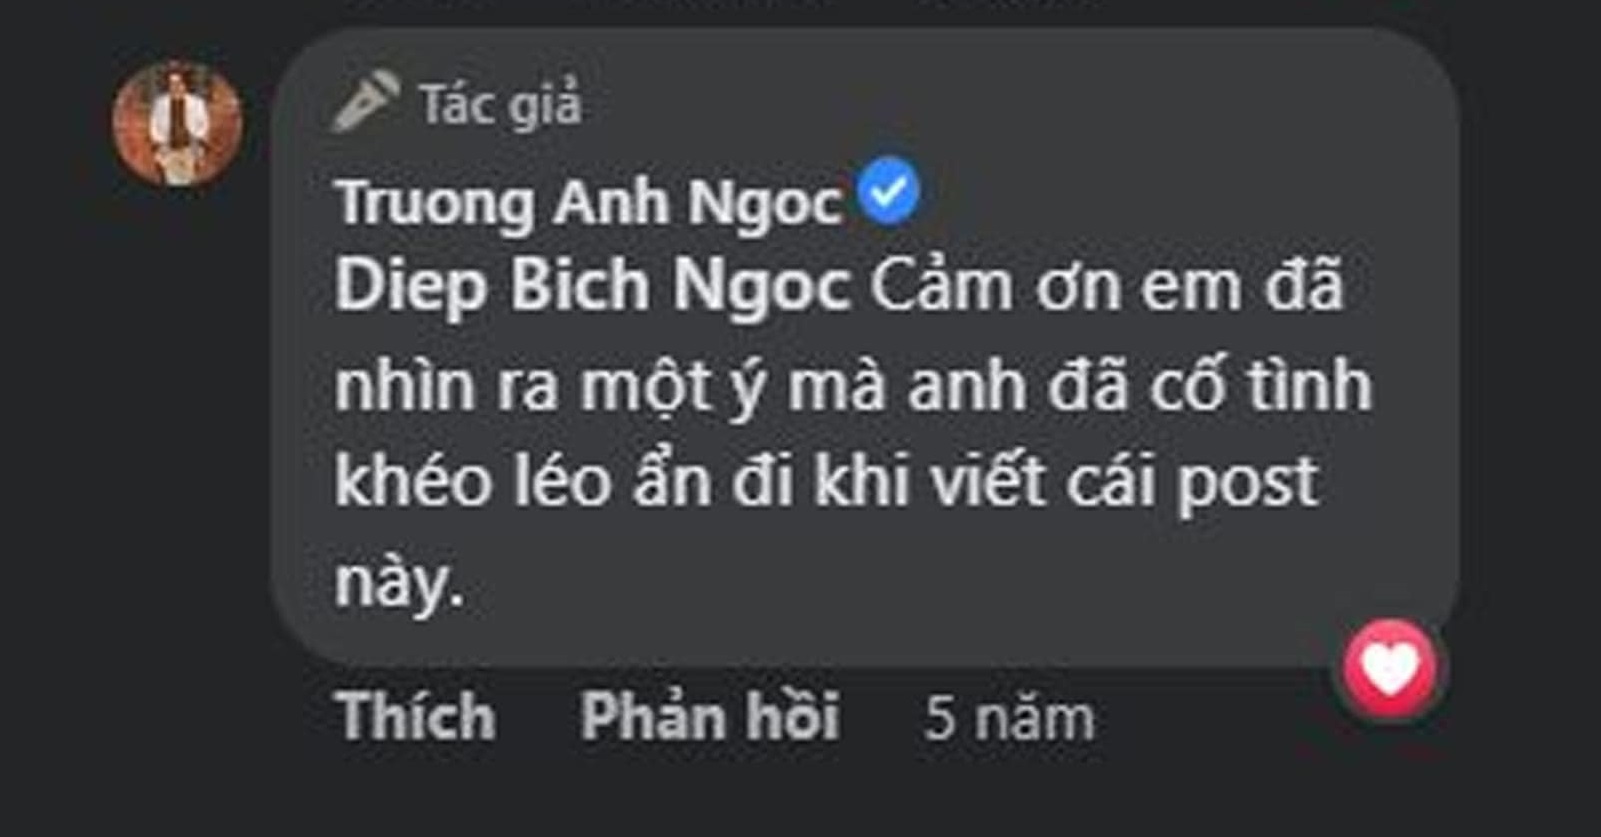 Tác giả
Truong Anh Ngoc
Diep Bich Ngoc Cảm ơn em đã
nhìn ra một ý mà anh đã cố tình
khéo léo ẩn đi khi viết cái post
này.
Thích Phản hồi 5 năm